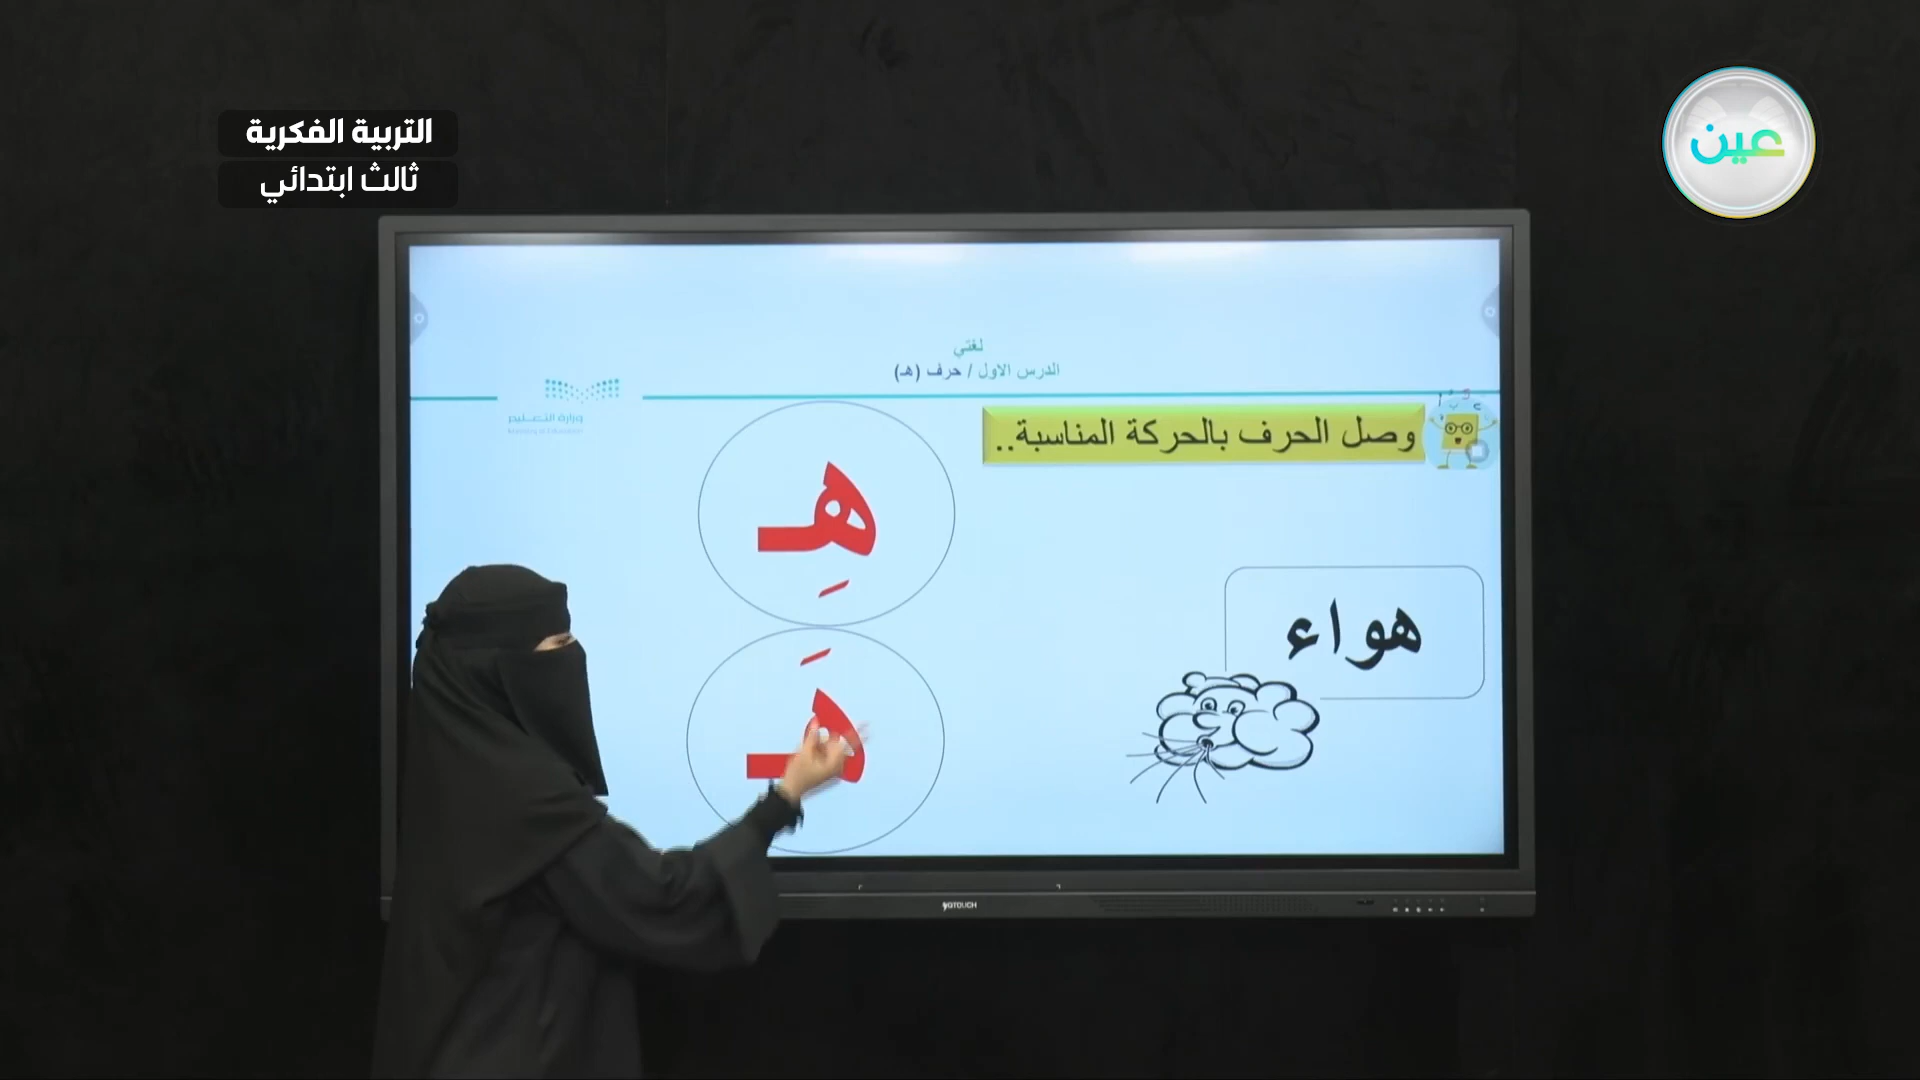 التربية الفكرية
ثالث ابتدائي
عين
لغتي
الدرس الاول / حرف (هـ)
وزارة التعليم
وصل الحرف بالحركة المناسبة..
هِـ
هواء
هَـ